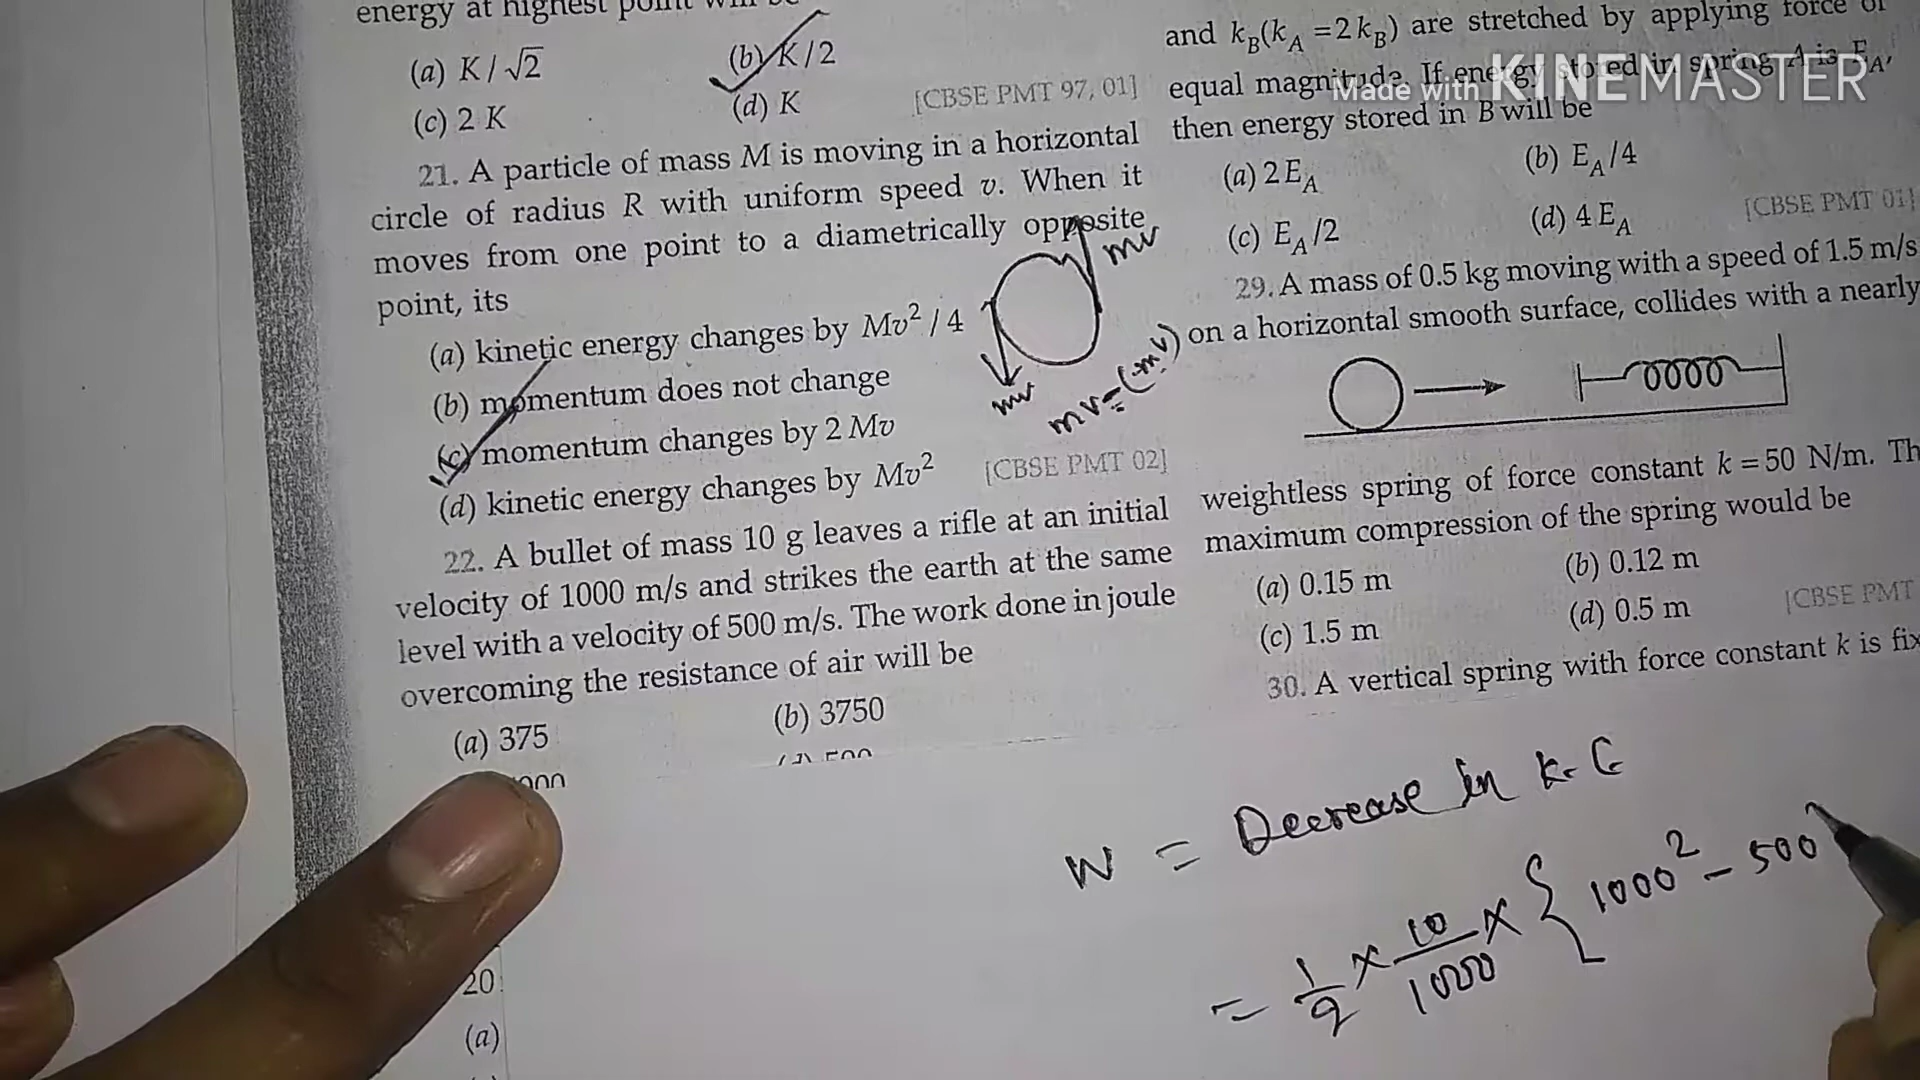 energy at highest point will be
(a) K/√2
(b) K/2
(c) 2 K
(d) K
[CBSE PMT 97, 01]
21. A particle of mass M is moving in a horizontal
circle of radius R with uniform speed v. When it
moves from one point to a diametrically opposite
point, its
(a) kinetic energy changes by Mv² / 4
(b) momentum does not change
(c) momentum changes by 2 Mv
(d) kinetic energy changes by Mv²
[CBSE PMT 02]
mv
mv
mv-(-mv)
22. A bullet of mass 10 g leaves a rifle at an initial
velocity of 1000 m/s and strikes the earth at the same
level with a velocity of 500 m/s. The work done in joule
overcoming the resistance of air will be
(a) 375
(b) 3750
(d) 500
20
(a)
and k_B(k_A = 2 k_B) are stretched by applying force of
equal magnitude. If energy stored in spring A is E_A,
then energy stored in B will be
(a) 2 E_A
(b) E_A/4
(c) E_A/2
(d) 4 E_A
[CBSE PMT 01]
29. A mass of 0.5 kg moving with a speed of 1.5 m/s
on a horizontal smooth surface, collides with a nearly
weightless spring of force constant k = 50 N/m. Th
maximum compression of the spring would be
(a) 0.15 m
(b) 0.12 m
(c) 1.5 m
(d) 0.5 m
[CBSE PMT
30. A vertical spring with force constant k is fix
W = Decrease in K.E
= 1/2 × 10/1000 × { 1000² - 500
Made with KINEMASTER